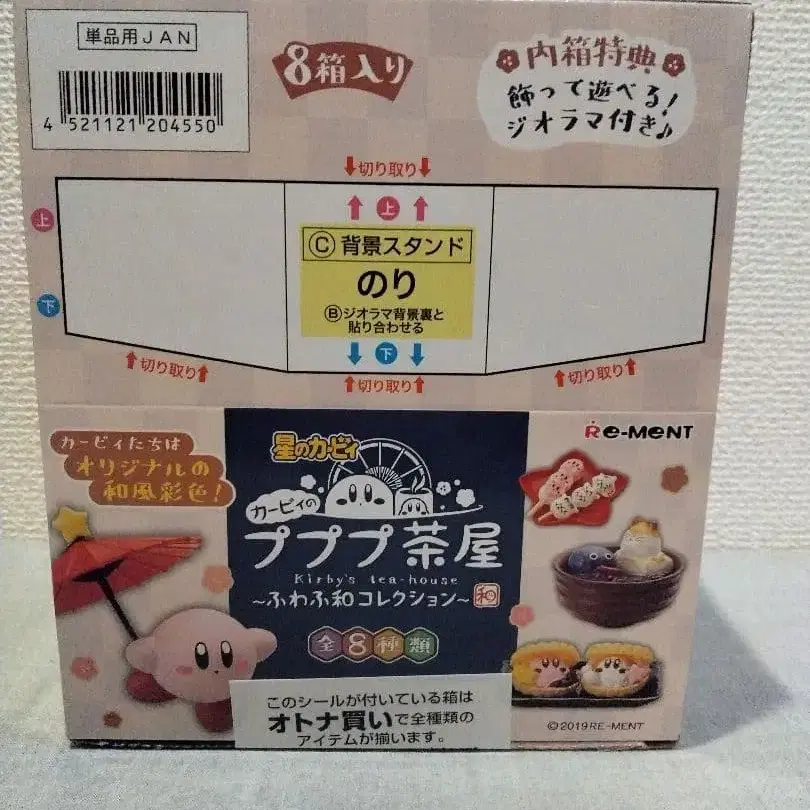 単品用JAN
4 521121 204550
8箱入り
内箱特典
飾って遊べる!
ジオラマ付き♪
切り取り
上
上
Ⓒ背景スタンド
のり
Ⓑジオラマ背景裏と
貼り合わせる
下
下
切り取り
切り取り
切り取り
カービィたちは
オリジナルの
和風彩色!
Re-MeNT
星のカービィ
カービィの
プププ茶屋
Kirby's tea-house
~ふわふ和コレクション~
和
全8種類
このシールが付いている箱は
オトナ買いで全種類の
アイテムが揃います。
©2019 RE-MENT